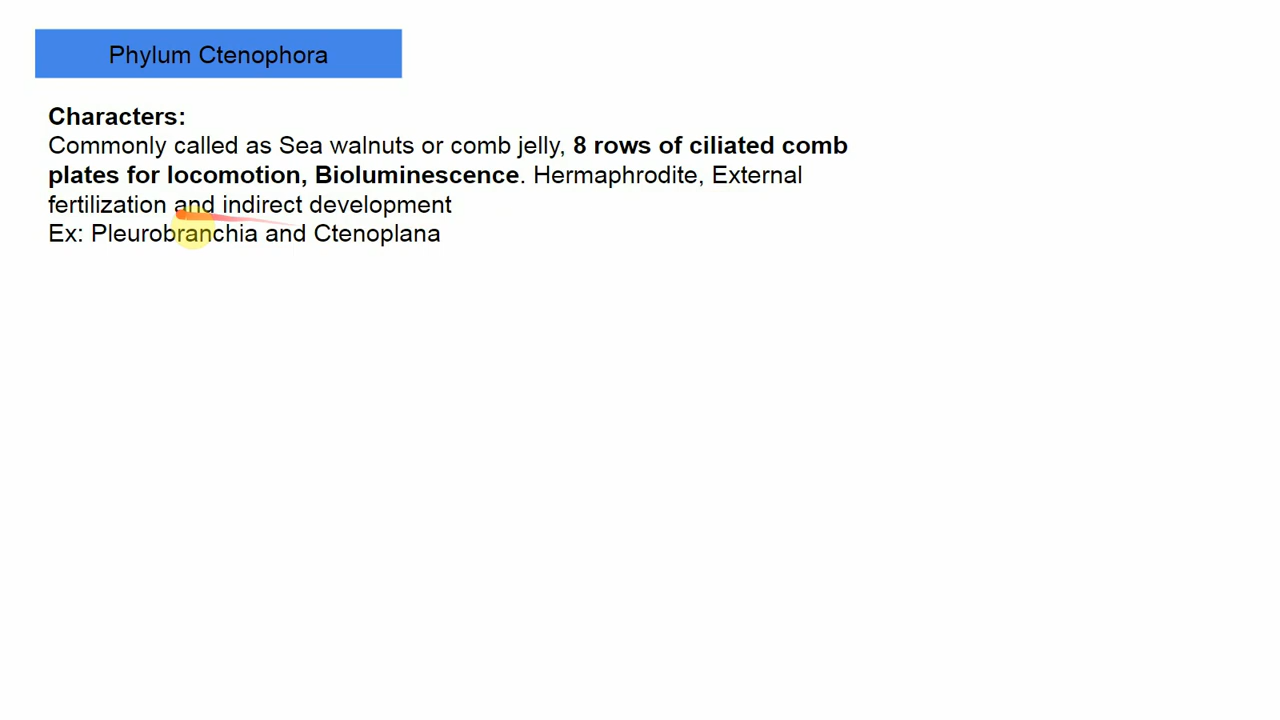 Phylum Ctenophora
Characters:
Commonly called as Sea walnuts or comb jelly, 8 rows of ciliated comb
plates for locomotion, Bioluminescence. Hermaphrodite, External
fertilization and indirect development
Ex: Pleurobranchia and Ctenoplana